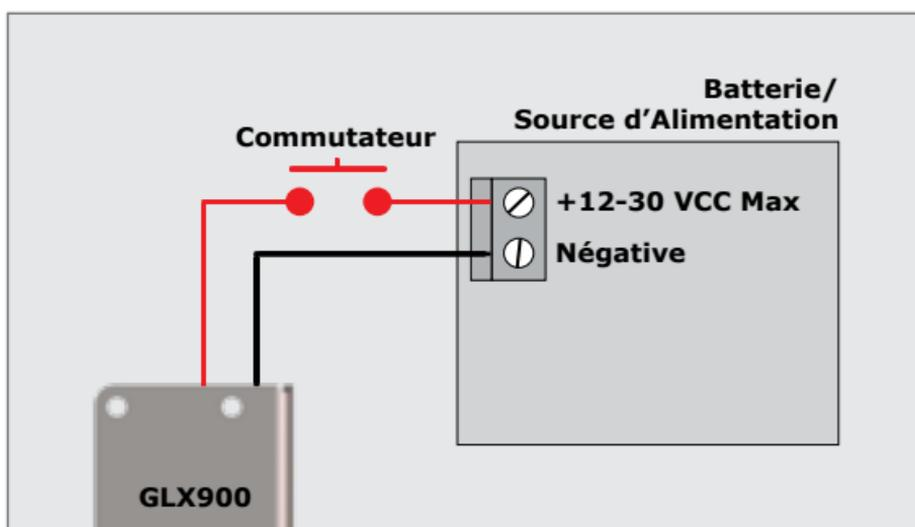 Batterie/
Source d’Alimentation
Commutateur
+12-30 VCC Max
Négative
GLX900